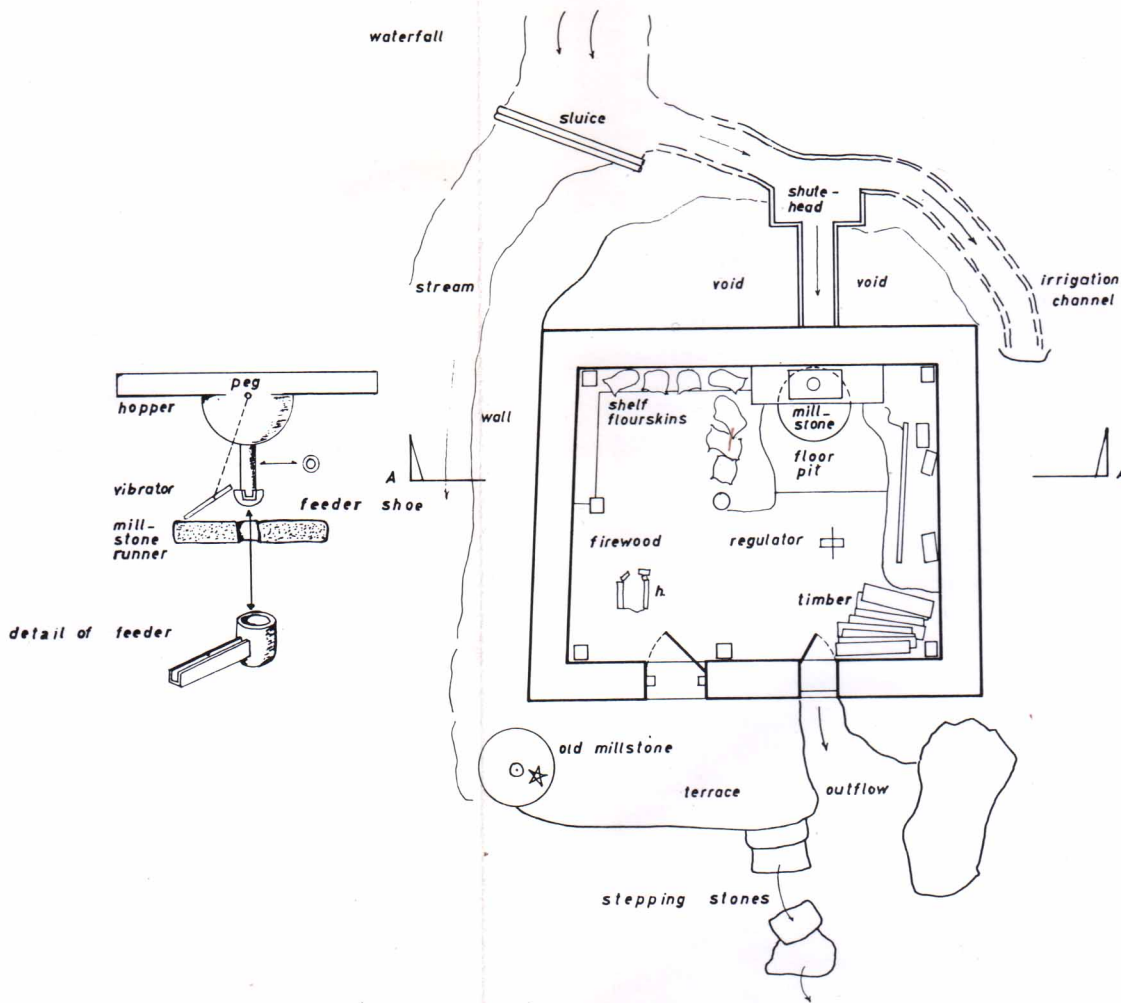 waterfall
sluice
shute-
head
stream
void
void
irrigation
channel
peg
hopper
wall
shelf
flourskins
mill-
stone
floor
pit
A
A
vibrator
feeder shoe
mill-
stone
runner
firewood
regulator
h.
timber
detail of feeder
old millstone
terrace
outflow
stepping stones